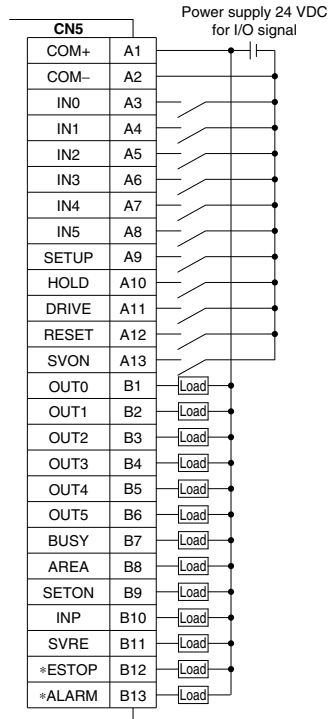 Power supply 24 VDC
for I/O signal
CN5
COM+ A1
COM– A2
IN0 A3
IN1 A4
IN2 A5
IN3 A6
IN4 A7
IN5 A8
SETUP A9
HOLD A10
DRIVE A11
RESET A12
SVON A13
OUT0 B1 Load
OUT1 B2 Load
OUT2 B3 Load
OUT3 B4 Load
OUT4 B5 Load
OUT5 B6 Load
BUSY B7 Load
AREA B8 Load
SETON B9 Load
INP B10 Load
SVRE B11 Load
∗ESTOP B12 Load
∗ALARM B13 Load